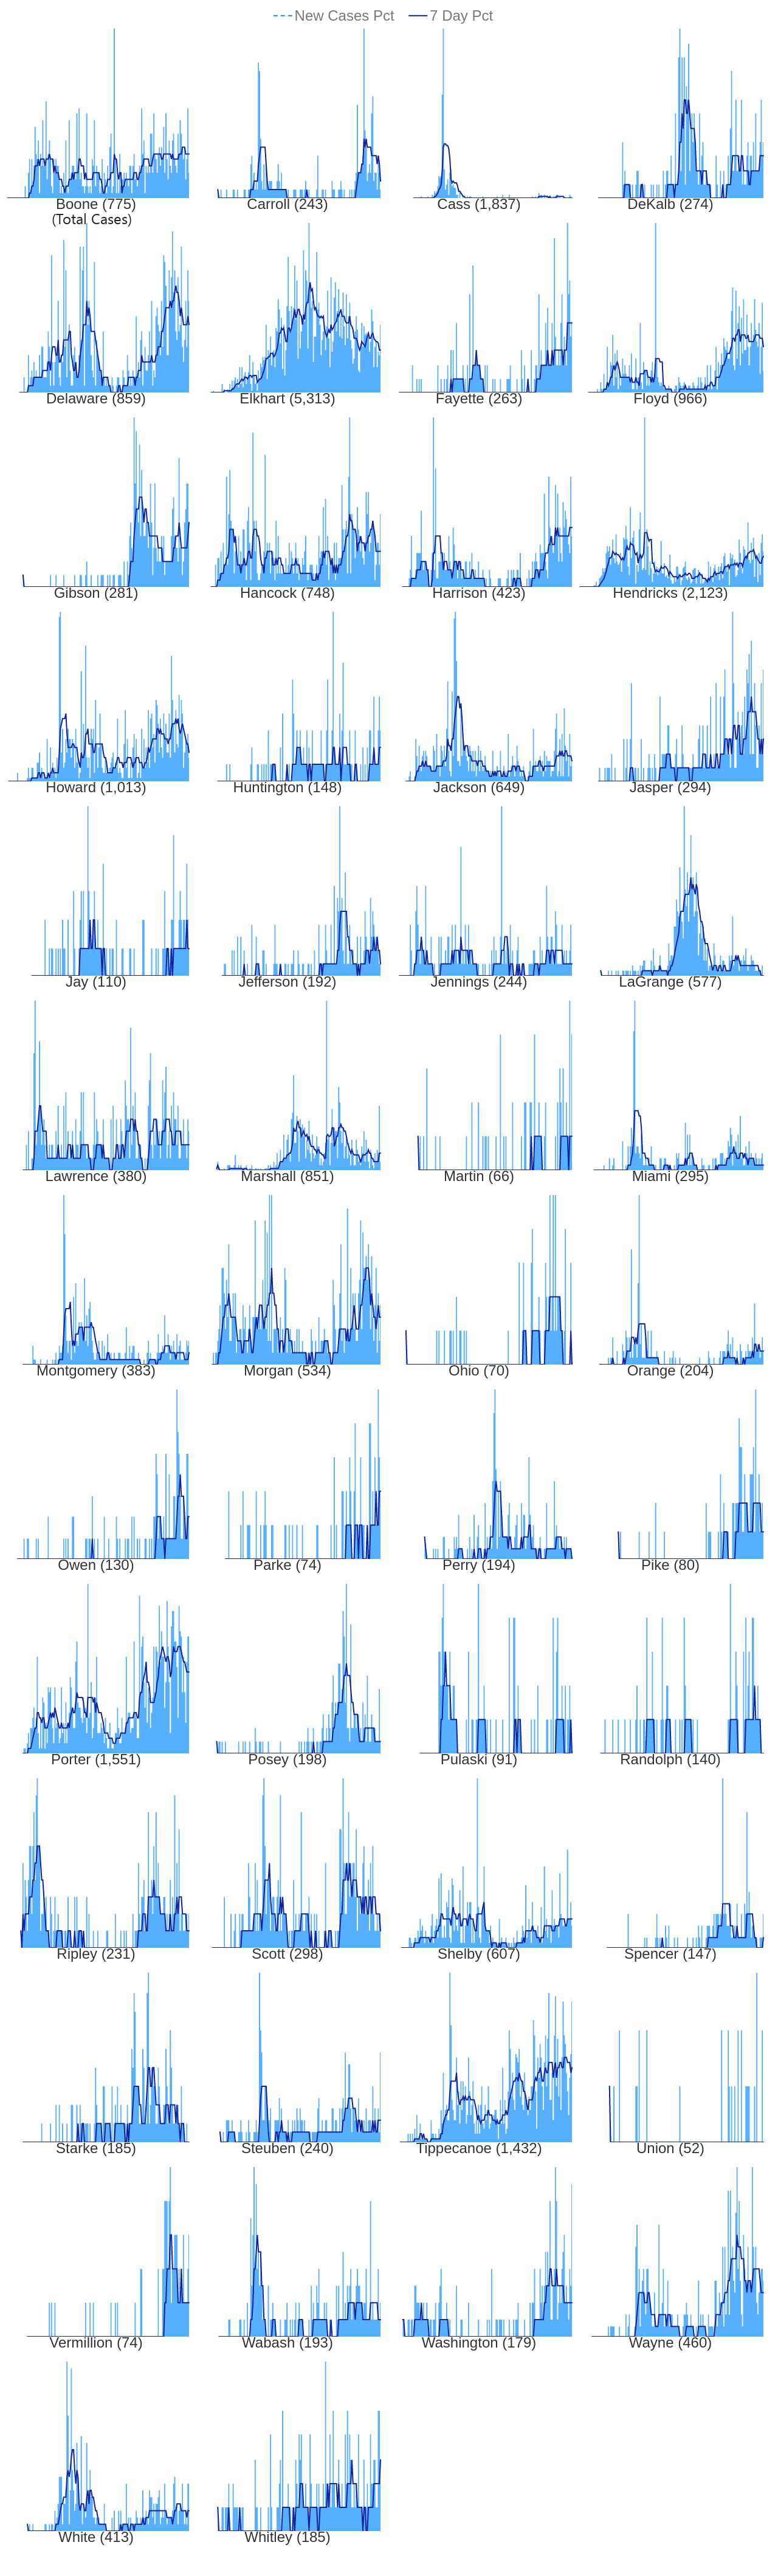 New Cases Pct 7 Day Pct
Boone (775) Carroll (243) Cass (1,837) DeKalb (274)
(Total Cases)
Delaware (859) Elkhart (5,313) Fayette (263) Floyd (966)
Gibson (281) Hancock (748) Harrison (423) Hendricks (2,123)
Howard (1,013) Huntington (148) Jackson (649) Jasper (294)
Jay (110) Jefferson (192) Jennings (244) LaGrange (577)
Lawrence (380) Marshall (851) Martin (66) Miami (295)
Montgomery (383) Morgan (534) Ohio (70) Orange (204)
Owen (130) Parke (74) Perry (194) Pike (80)
Porter (1,551) Posey (198) Pulaski (91) Randolph (140)
Ripley (231) Scott (298) Shelby (607) Spencer (147)
Starke (185) Steuben (240) Tippecanoe (1,432) Union (52)
Vermillion (74) Wabash (193) Washington (179) Wayne (460)
White (413) Whitley (185)